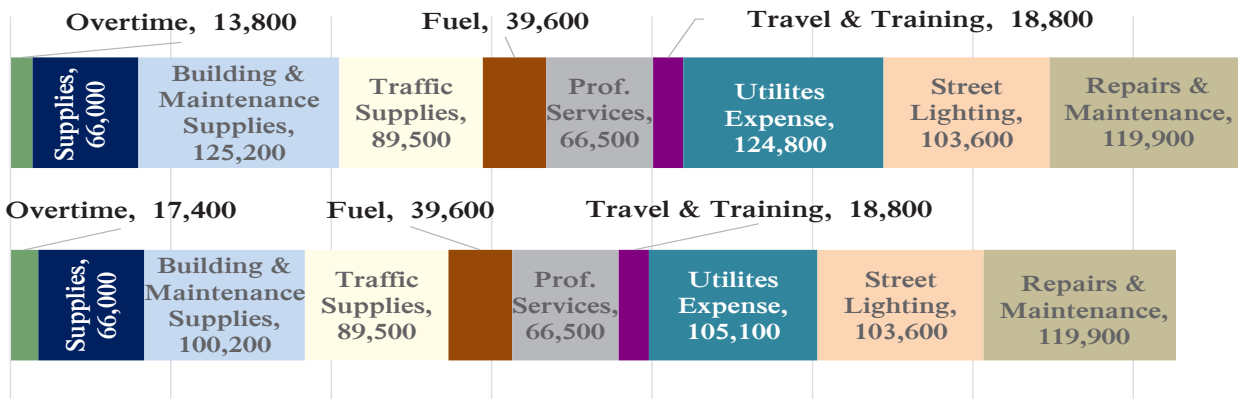 Overtime, 13,800
Fuel, 39,600
Travel & Training, 18,800
Supplies,
66,000
Building &
Maintenance
Supplies,
125,200
Traffic
Supplies,
89,500
Prof.
Services,
66,500
Utilites
Expense,
124,800
Street
Lighting,
103,600
Repairs &
Maintenance,
119,900
Overtime, 17,400
Fuel, 39,600
Travel & Training, 18,800
Supplies,
66,000
Building &
Maintenance
Supplies,
100,200
Traffic
Supplies,
89,500
Prof.
Services,
66,500
Utilites
Expense,
105,100
Street
Lighting,
103,600
Repairs &
Maintenance,
119,900